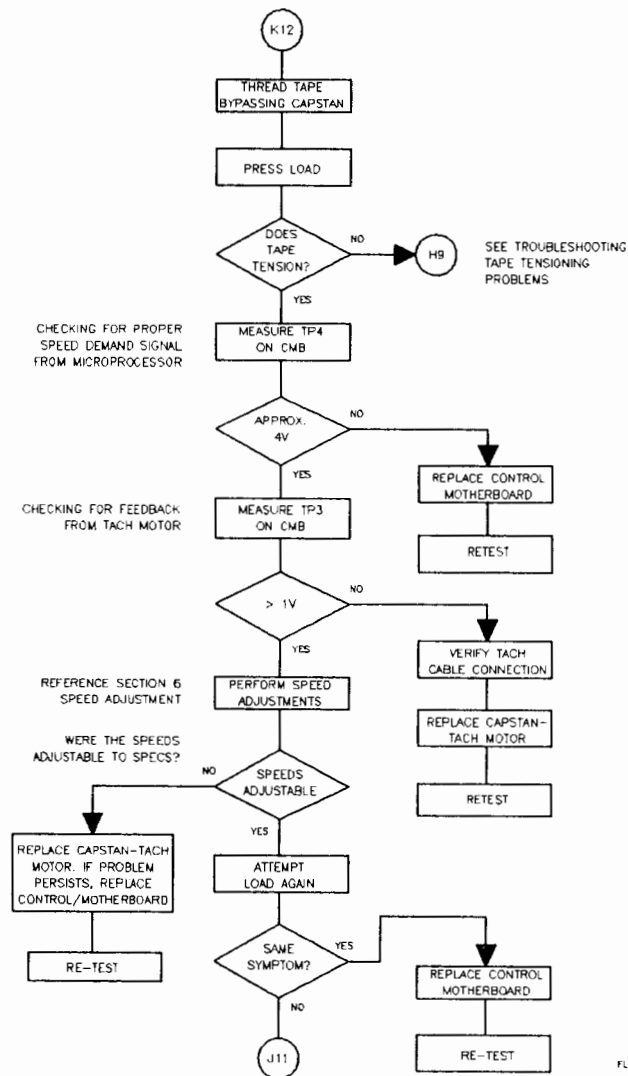 K12
THREAD TAPE
BYPASSING CAPSTAN
PRESS LOAD
DOES
TAPE
TENSION?
NO
H9
SEE TROUBLESHOOTING
TAPE TENSIONING
PROBLEMS
YES
CHECKING FOR PROPER
SPEED DEMAND SIGNAL
FROM MICROPROCESSOR
MEASURE TP4
ON CMB
APPROX.
4V
NO
REPLACE CONTROL
MOTHERBOARD
RETEST
YES
CHECKING FOR FEEDBACK
FROM TACH MOTOR
MEASURE TP3
ON CMB
> 1V
NO
VERIFY TACH
CABLE CONNECTION
REPLACE CAPSTAN-
TACH MOTOR
RETEST
YES
REFERENCE SECTION 6
SPEED ADJUSTMENT
PERFORM SPEED
ADJUSTMENTS
WERE THE SPEEDS
ADJUSTABLE TO SPECS?
SPEEDS
ADJUSTABLE
NO
REPLACE CAPSTAN-TACH
MOTOR. IF PROBLEM
PERSISTS, REPLACE
CONTROL/MOTHERBOARD
RE-TEST
YES
ATTEMPT
LOAD AGAIN
SAME
SYMPTOM?
YES
REPLACE CONTROL
MOTHERBOARD
RE-TEST
NO
J11
FL